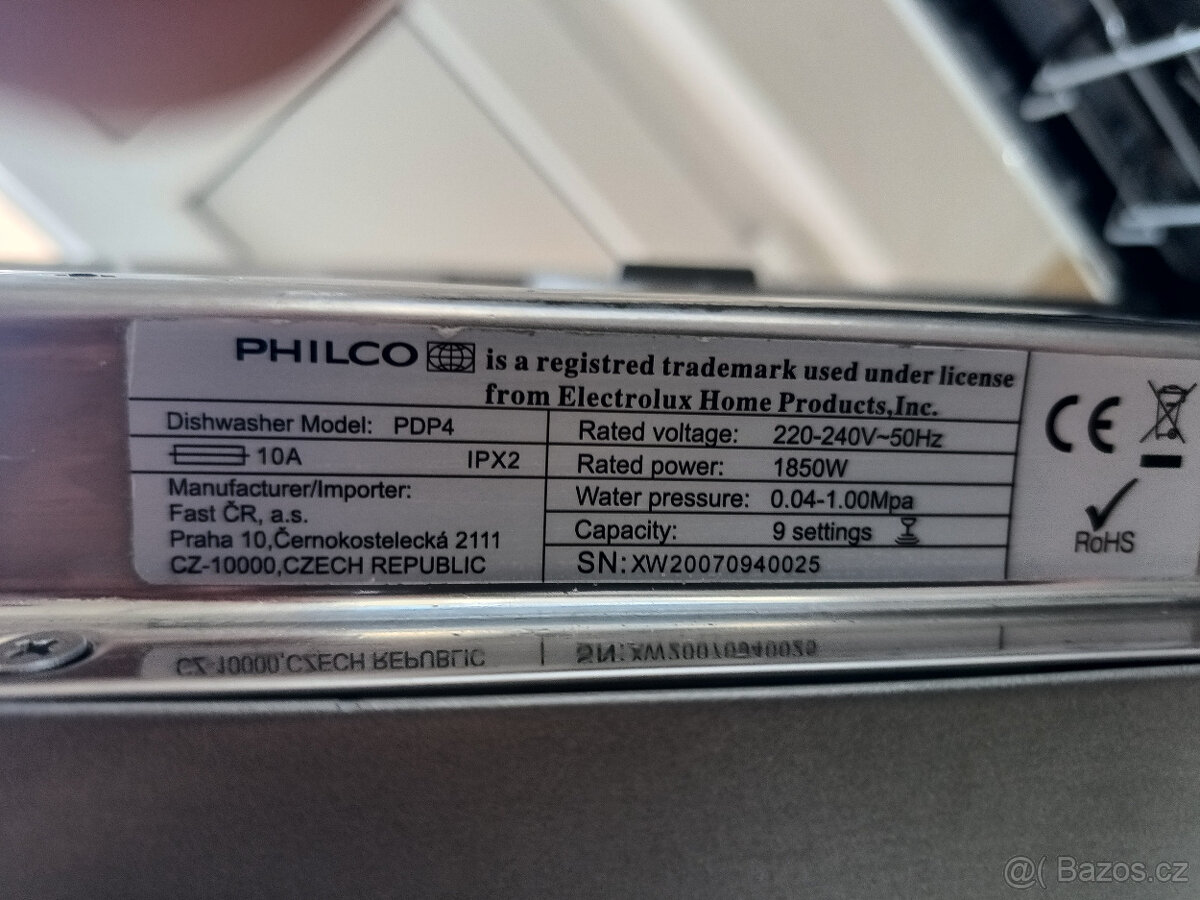 PHILCO is a registred trademark used under license
from Electrolux Home Products,Inc.
Dishwasher Model: PDP4
10A IPX2
Manufacturer/Importer:
Fast ČR, a.s.
Praha 10,Černokostelecká 2111
CZ-10000,CZECH REPUBLIC
Rated voltage: 220-240V~50Hz
Rated power: 1850W
Water pressure: 0.04-1.00Mpa
Capacity: 9 settings
SN:XW20070940025
CE
RoHS
@( Bazos.cz